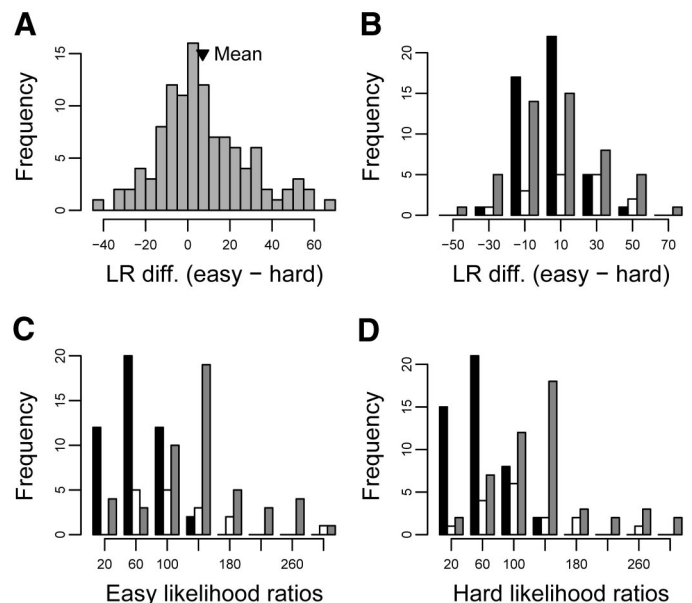 A
Mean
Frequency
15
10
5
0
−40 −20 0 20 40 60
LR diff. (easy − hard)
B
Frequency
20
15
10
5
0
−50 −30 −10 10 30 50 70
LR diff. (easy − hard)
C
Frequency
20
15
10
5
0
20 60 100 180 260
Easy likelihood ratios
D
Frequency
20
15
10
5
0
20 60 100 180 260
Hard likelihood ratios